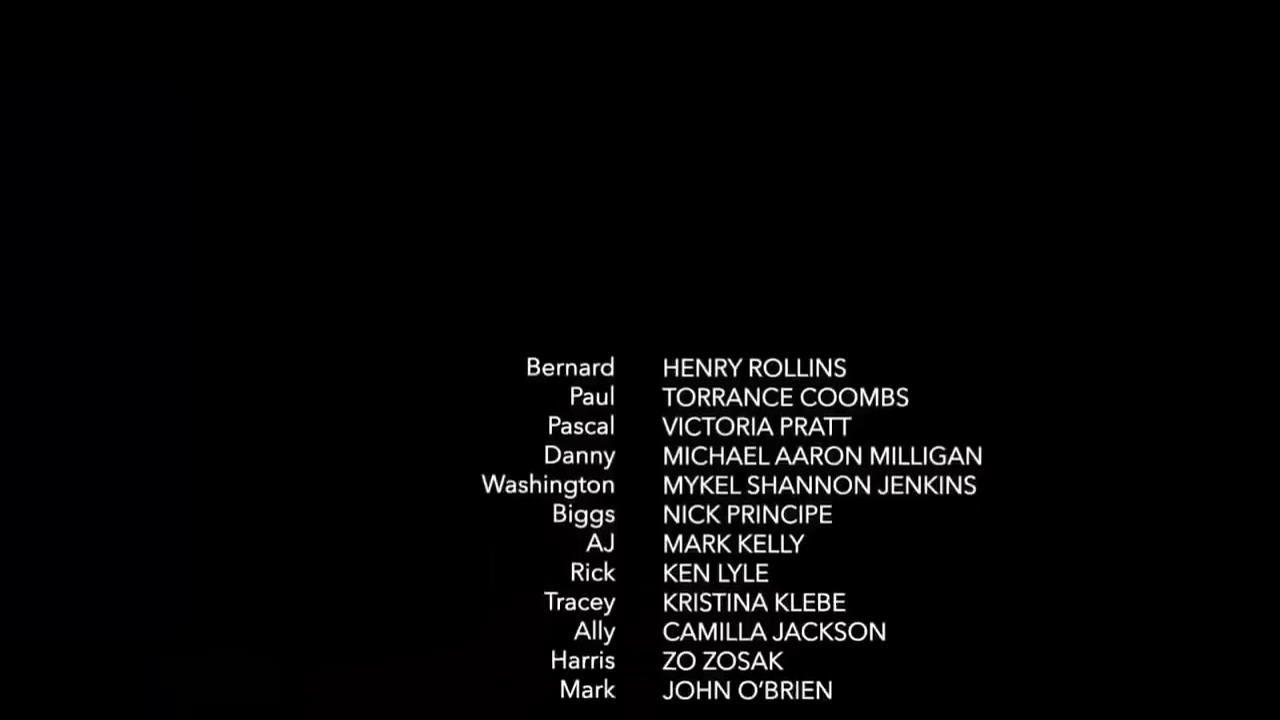 Bernard HENRY ROLLINS
Paul TORRANCE COOMBS
Pascal VICTORIA PRATT
Danny MICHAEL AARON MILLIGAN
Washington MYKEL SHANNON JENKINS
Biggs NICK PRINCIPE
AJ MARK KELLY
Rick KEN LYLE
Tracey KRISTINA KLEBE
Ally CAMILLA JACKSON
Harris ZO ZOSAK
Mark JOHN O’BRIEN